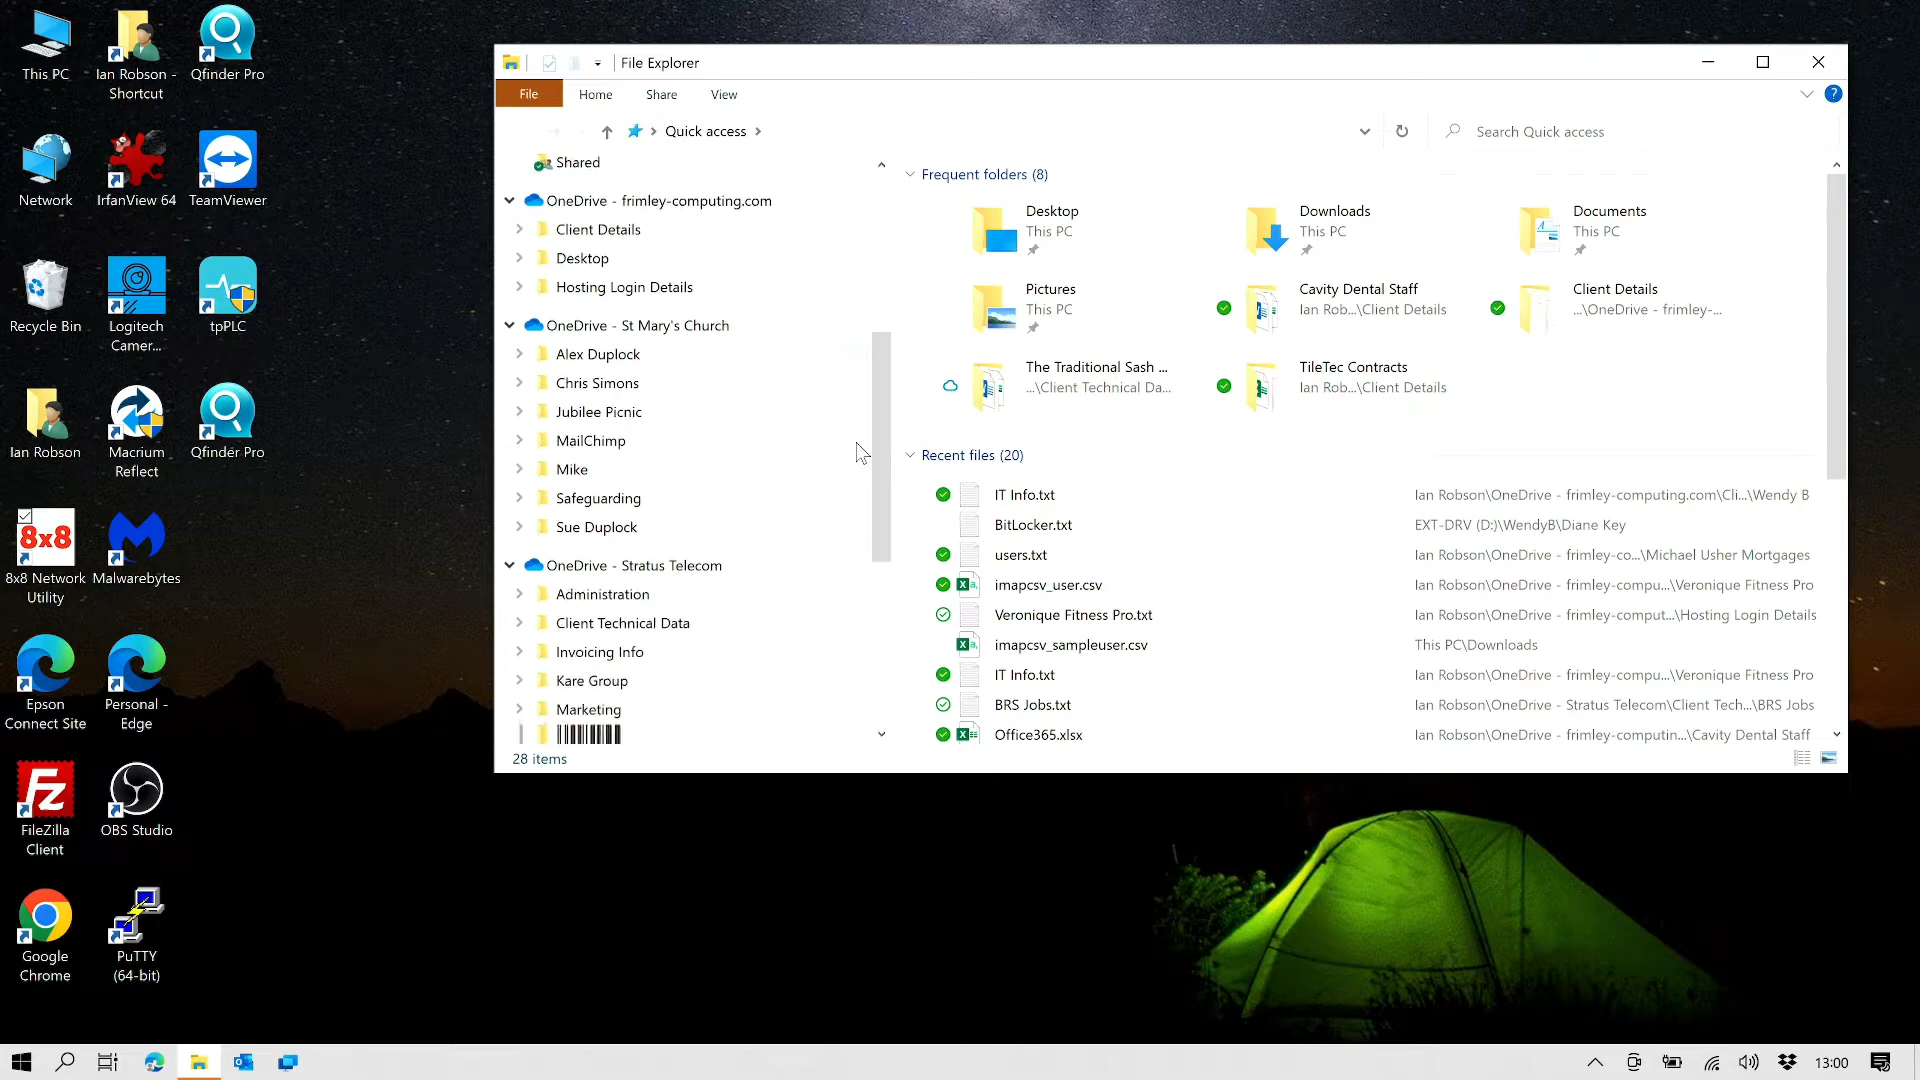 This PC
Ian Robson - Shortcut
Qfinder Pro
Network
IrfanView 64
TeamViewer
Recycle Bin
Logitech Camer...
tpPLC
Ian Robson
Macrium Reflect
Qfinder Pro
8x8
8x8 Network Utility
Malwarebytes
Epson Connect Site
Personal - Edge
Fz
FileZilla Client
OBS Studio
Google Chrome
PuTTY (64-bit)
File Explorer
File Home Share View
?
Quick access
Search Quick access
Shared
OneDrive - frimley-computing.com
Client Details
Desktop
Hosting Login Details
OneDrive - St Mary's Church
Alex Duplock
Chris Simons
Jubilee Picnic
MailChimp
Mike
Safeguarding
Sue Duplock
OneDrive - Stratus Telecom
Administration
Client Technical Data
Invoicing Info
Kare Group
Marketing
28 items
Frequent folders (8)
Desktop
This PC
Downloads
This PC
Documents
This PC
Pictures
This PC
Cavity Dental Staff
Ian Rob...\Client Details
Client Details
...\OneDrive - frimley-...
The Traditional Sash ...
...\Client Technical Da...
TileTec Contracts
Ian Rob...\Client Details
Recent files (20)
IT Info.txt Ian Robson\OneDrive - frimley-computing.com\Cli...\Wendy B
BitLocker.txt EXT-DRV (D:)\WendyB\Diane Key
users.txt Ian Robson\OneDrive - frimley-co...\Michael Usher Mortgages
imapcsv_user.csv Ian Robson\OneDrive - frimley-compu...\Veronique Fitness Pro
Veronique Fitness Pro.txt Ian Robson\OneDrive - frimley-comput...\Hosting Login Details
imapcsv_sampleuser.csv This PC\Downloads
IT Info.txt Ian Robson\OneDrive - frimley-compu...\Veronique Fitness Pro
BRS Jobs.txt Ian Robson\OneDrive - Stratus Telecom\Client Tech...\BRS Jobs
Office365.xlsx Ian Robson\OneDrive - frimley-computin...\Cavity Dental Staff
13:00